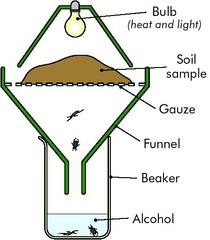 Bulb
(heat and light)
Soil
sample
Gauze
Funnel
Beaker
Alcohol